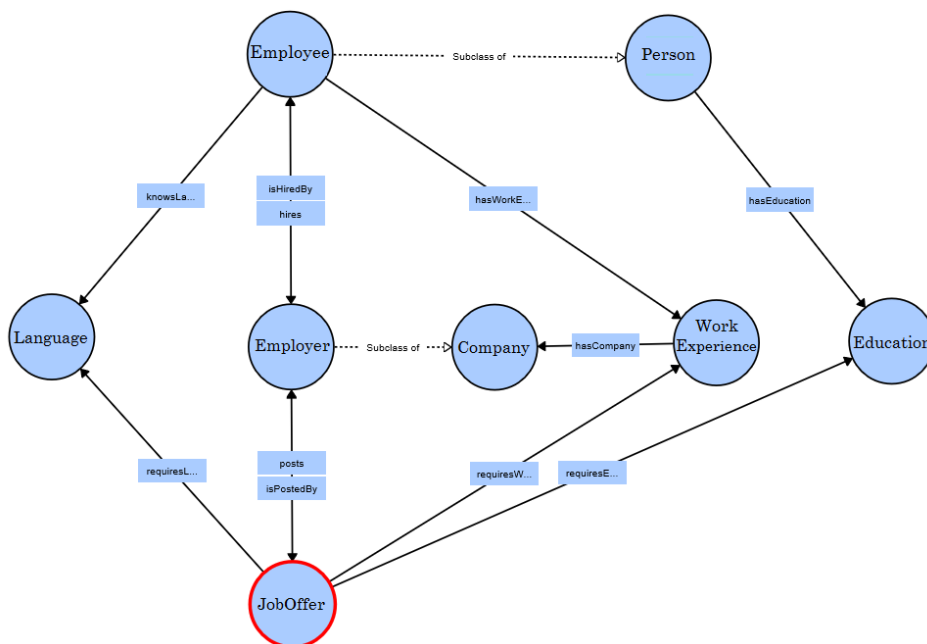 Employee
Subclass of
Person
knowsLa...
isHiredBy
hires
hasWorkE...
hasEducation
Language
Employer
Subclass of
Company
hasCompany
Work
Experience
Education
requiresL...
posts
isPostedBy
requiresW...
requiresE...
JobOffer